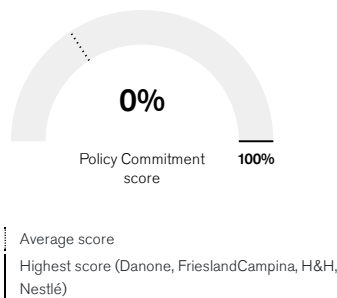 0%
Policy Commitment
score
100%
Average score
Highest score (Danone, FrieslandCampina, H&H,
Nestlé)